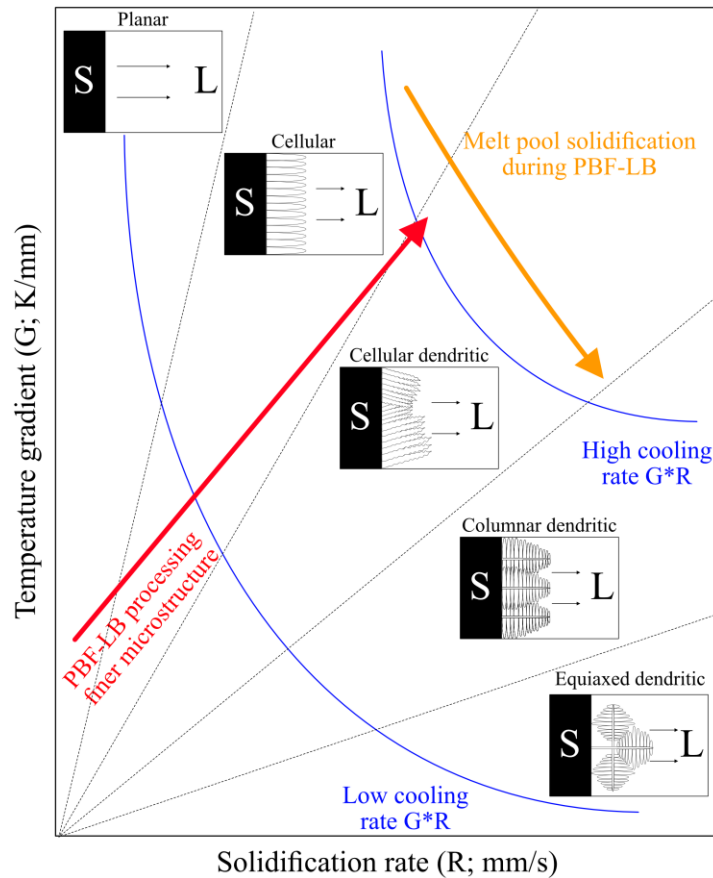 Planar
S L
Cellular
S L
Melt pool solidification
during PBF-LB
Cellular dendritic
S L
High cooling
rate G*R
Columnar dendritic
S L
PBF-LB processing
finer microstructure
Equiaxed dendritic
S L
Low cooling
rate G*R
Temperature gradient (G; K/mm)
Solidification rate (R; mm/s)